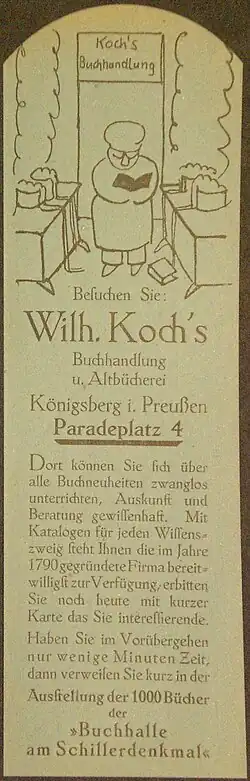 Koch's
Buchhandlung
Besuchen Sie:
Wilh. Koch's
Buchhandlung
u. Altbücherei
Königsberg i. Preußen
Paradeplatz 4
Dort können Sie sich über
alle Buchneuheiten zwanglos
unterrichten, Auskunft und
Beratung gewissenhaft. Mit
Katalogen für jeden Wissens-
zweig steht Ihnen die im Jahre
1790 gegründete Firma bereit-
willigst zur Verfügung, erbitten
Sie noch heute mit kurzer
Karte das Sie interessierende.
Haben Sie im Vorübergehen
nur wenige Minuten Zeit,
dann verweilen Sie kurz in der
Ausstellung der 1000 Bücher
der
»Buchhalle
am Schillerdenkmal«